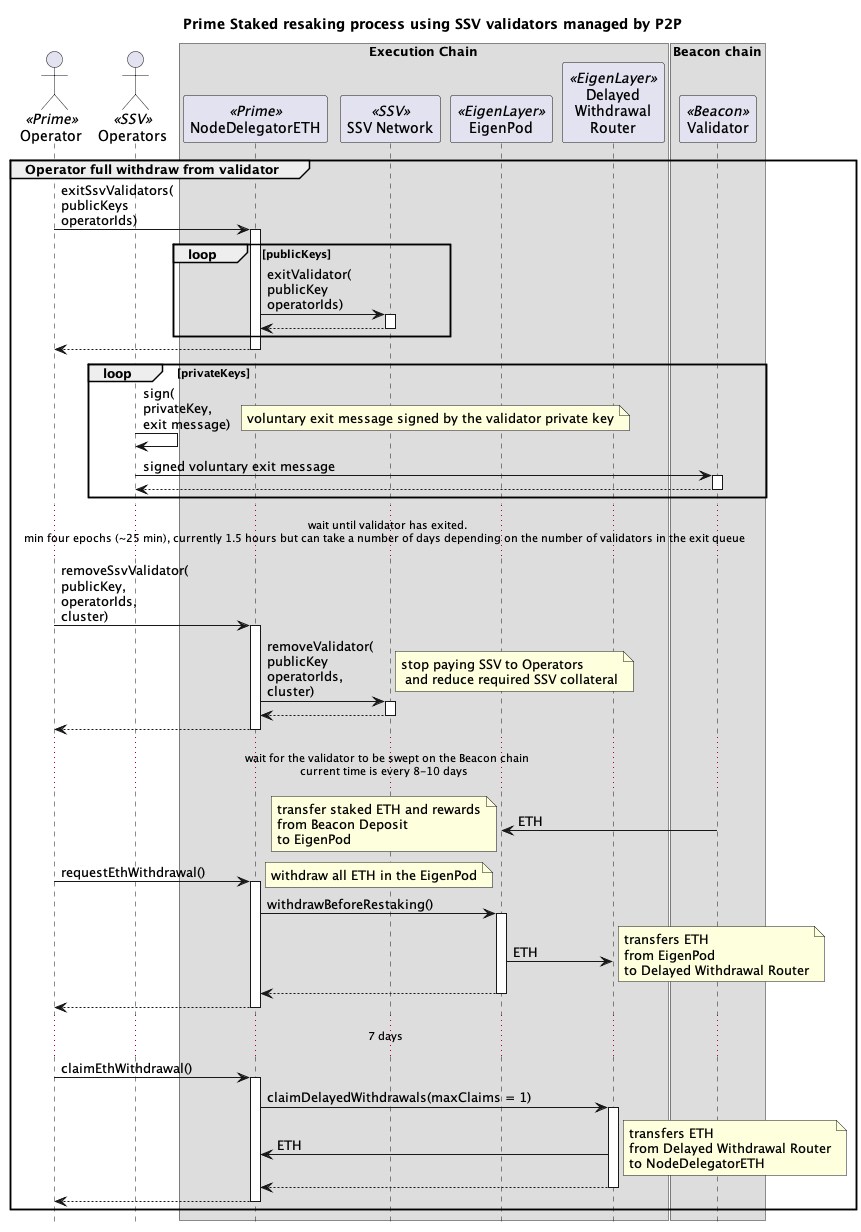 Prime Staked resaking process using SSV validators managed by P2P
Execution Chain
Beacon chain
«Prime»
Operator
«SSV»
Operators
«Prime»
NodeDelegatorETH
«SSV»
SSV Network
«EigenLayer»
EigenPod
«EigenLayer»
Delayed
Withdrawal
Router
«Beacon»
Validator
Operator full withdraw from validator
exitSsvValidators(
publicKeys
operatorIds)
loop
[publicKeys]
exitValidator(
publicKey
operatorIds)
loop
[privateKeys]
sign(
privateKey,
exit message)
voluntary exit message signed by the validator private key
signed voluntary exit message
wait until validator has exited.
min four epochs (~25 min), currently 1.5 hours but can take a number of days depending on the number of validators in the exit queue
removeSsvValidator(
publicKey,
operatorIds,
cluster)
removeValidator(
publicKey
operatorIds,
cluster)
stop paying SSV to Operators
and reduce required SSV collateral
wait for the validator to be swept on the Beacon chain
current time is every 8-10 days
transfer staked ETH and rewards
from Beacon Deposit
to EigenPod
ETH
requestEthWithdrawal()
withdraw all ETH in the EigenPod
withdrawBeforeRestaking()
ETH
transfers ETH
from EigenPod
to Delayed Withdrawal Router
7 days
claimEthWithdrawal()
claimDelayedWithdrawals(maxClaims = 1)
ETH
transfers ETH
from Delayed Withdrawal Router
to NodeDelegatorETH